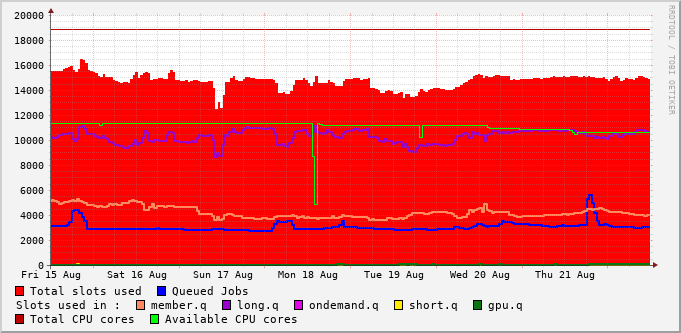 20000
18000
16000
14000
12000
10000
8000
6000
4000
2000
0
Fri 15 Aug Sat 16 Aug Sun 17 Aug Mon 18 Aug Tue 19 Aug Wed 20 Aug Thu 21 Aug
Total slots used Queued Jobs
Slots used in : member.q long.q ondemand.q short.q gpu.q
Total CPU cores Available CPU cores
RRDTOOL / TOBI OETIKER